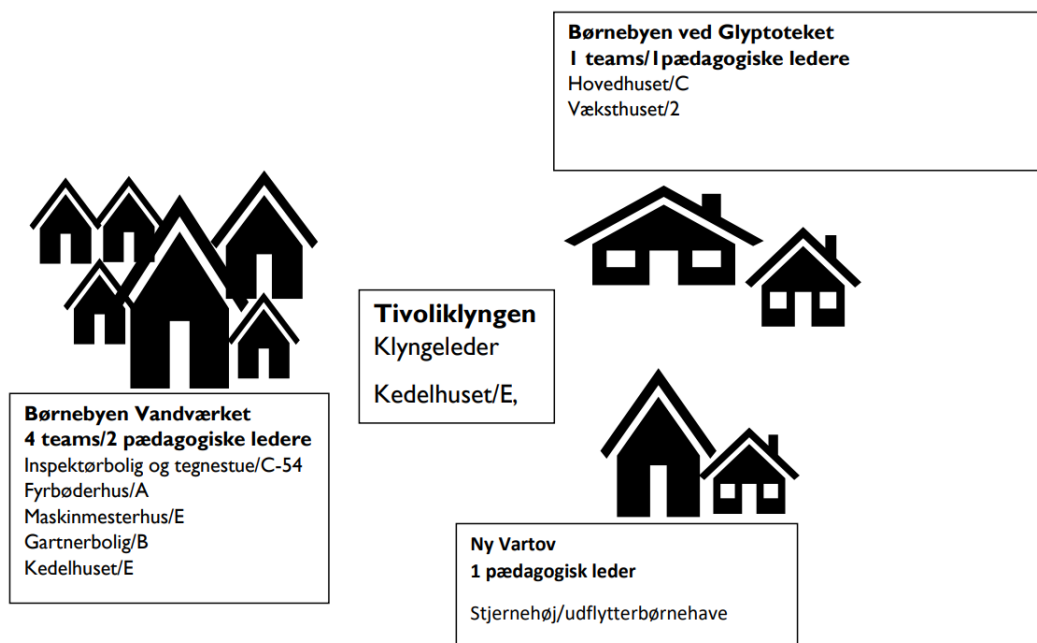 Børnebyen ved Glyptoteket
1 teams/1pædagogiske ledere
Hovedhuset/C
Væksthuset/2
Tivoliklyngen
Klyngeleder
Kedelhuset/E,
Børnebyen Vandværket
4 teams/2 pædagogiske ledere
Inspektørbolig og tegnestue/C-54
Fyrbøderhus/A
Maskinmesterhus/E
Gartnerbolig/B
Kedelhuset/E
Ny Vartov
1 pædagogisk leder
Stjernehøj/udflytterbørnehave